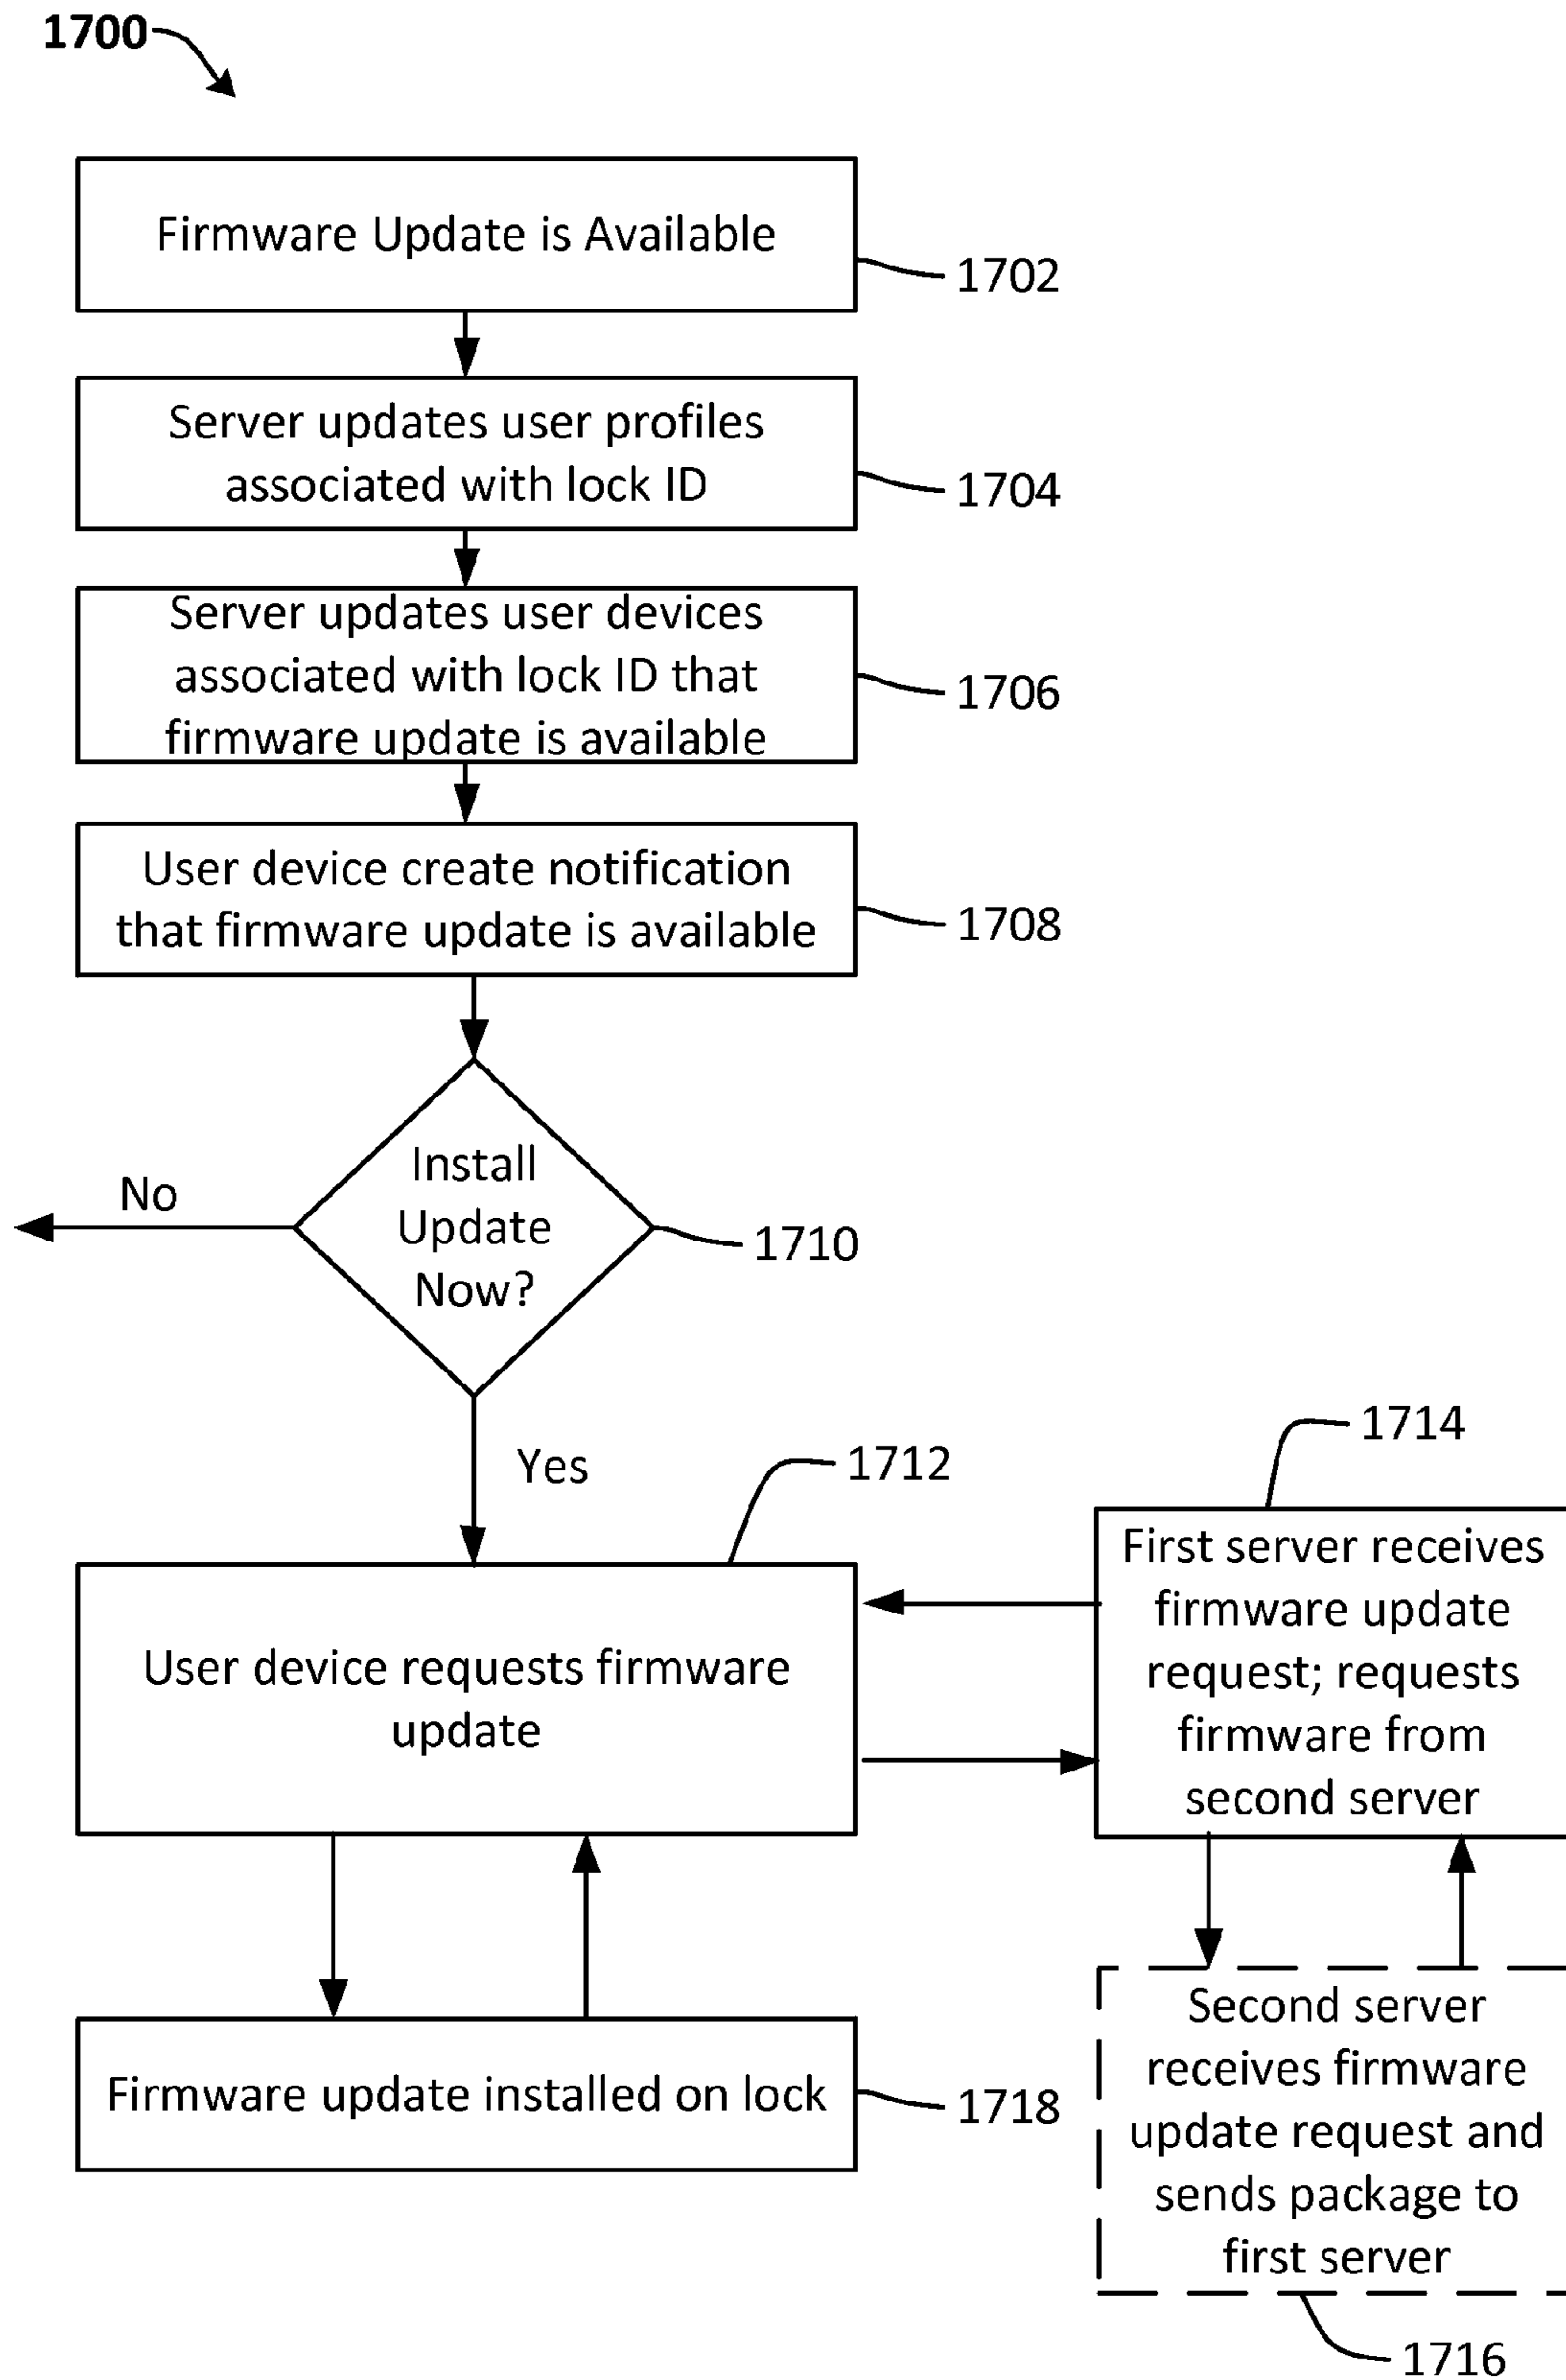 1700
Firmware Update is Available
1702
Server updates user profiles
associated with lock ID
1704
Server updates user devices
associated with lock ID that
firmware update is available
1706
User device create notification
that firmware update is available
1708
Install
Update
Now?
No
1710
Yes
1712
User device requests firmware
update
1714
First server receives
firmware update
request; requests
firmware from
second server
Firmware update installed on lock
1718
Second server
receives firmware
update request and
sends package to
first server
1716